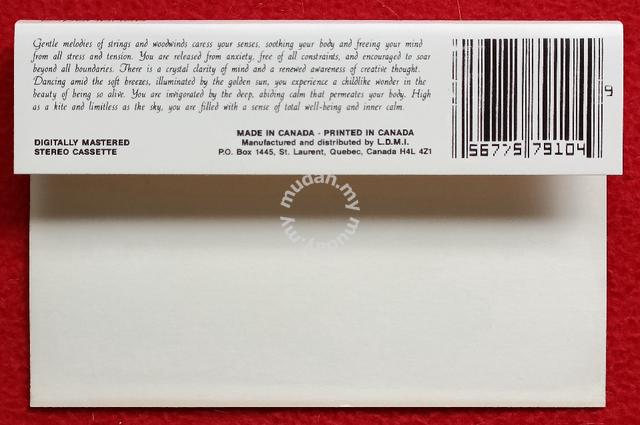 Gentle melodies of strings and woodwinds caress your senses, soothing your body and freeing your mind
from all stress and tension. You are released from anxiety, free of all constraints, and encouraged to soar
beyond all boundaries. There is a crystal clarity of mind and a renewed awareness of creative thought.
Dancing amid the soft breezes, illuminated by the golden sun, you experience a childlike wonder in the
beauty of being so alive. You are invigorated by the deep, abiding calm that permeates your body. High
as a kite and limitless as the sky, you are filled with a sense of total well-being and inner calm.
DIGITALLY MASTERED
STEREO CASSETTE
MADE IN CANADA - PRINTED IN CANADA
Manufactured and distributed by L.D.M.I.
P.O. Box 1445, St. Laurent, Quebec, Canada H4L 4Z1
56775 79104
9
mudah.my
mudah.my